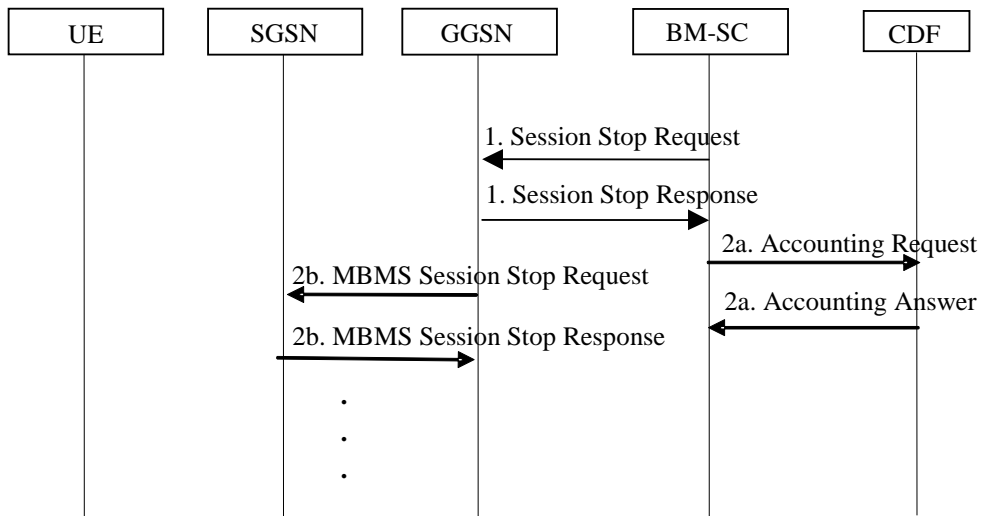 UE
SGSN
GGSN
BM-SC
CDF
1. Session Stop Request
1. Session Stop Response
2a. Accounting Request
2b. MBMS Session Stop Request
2a. Accounting Answer
2b. MBMS Session Stop Response
.
.
.